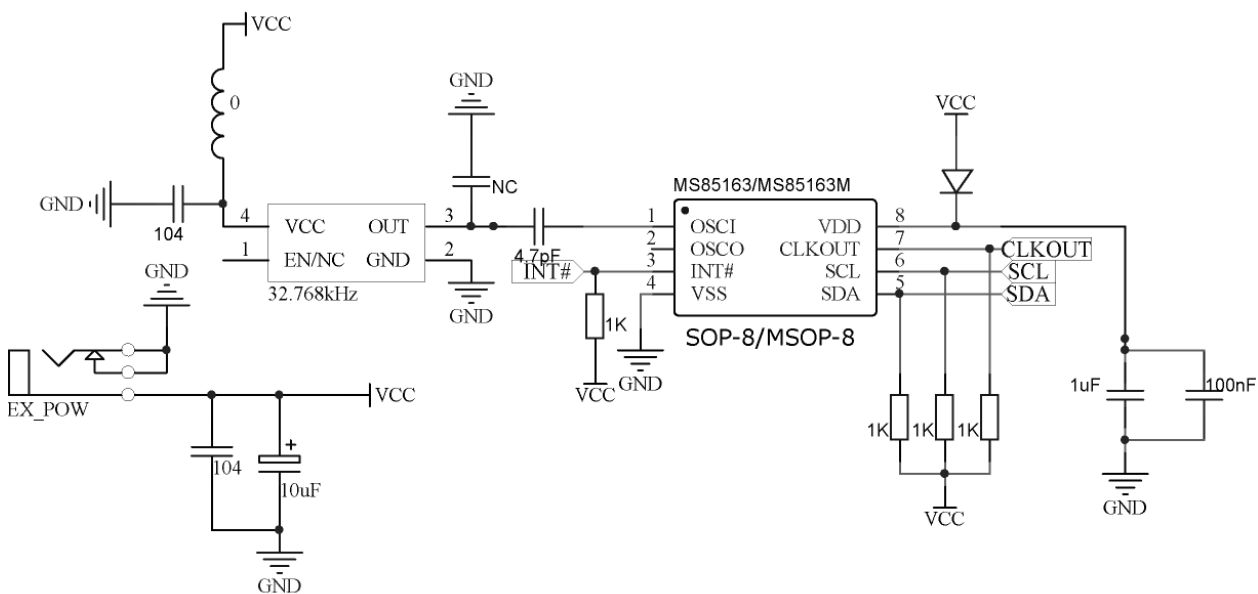 VCC
0
GND
104
4
VCC
OUT
3
1
EN/NC
GND
2
32.768kHz
GND
NC
GND
4.7pF
MS85163/MS85163M
1
OSCI
VDD
8
2
OSCO
CLKOUT
7
3
INT#
SCL
6
4
VSS
SDA
5
SOP-8/MSOP-8
INT#
1K
VCC
GND
VCC
CLKOUT
SCL
SDA
1K
1K
1K
VCC
1uF
100nF
GND
GND
EX_POW
VCC
104
+
10uF
GND